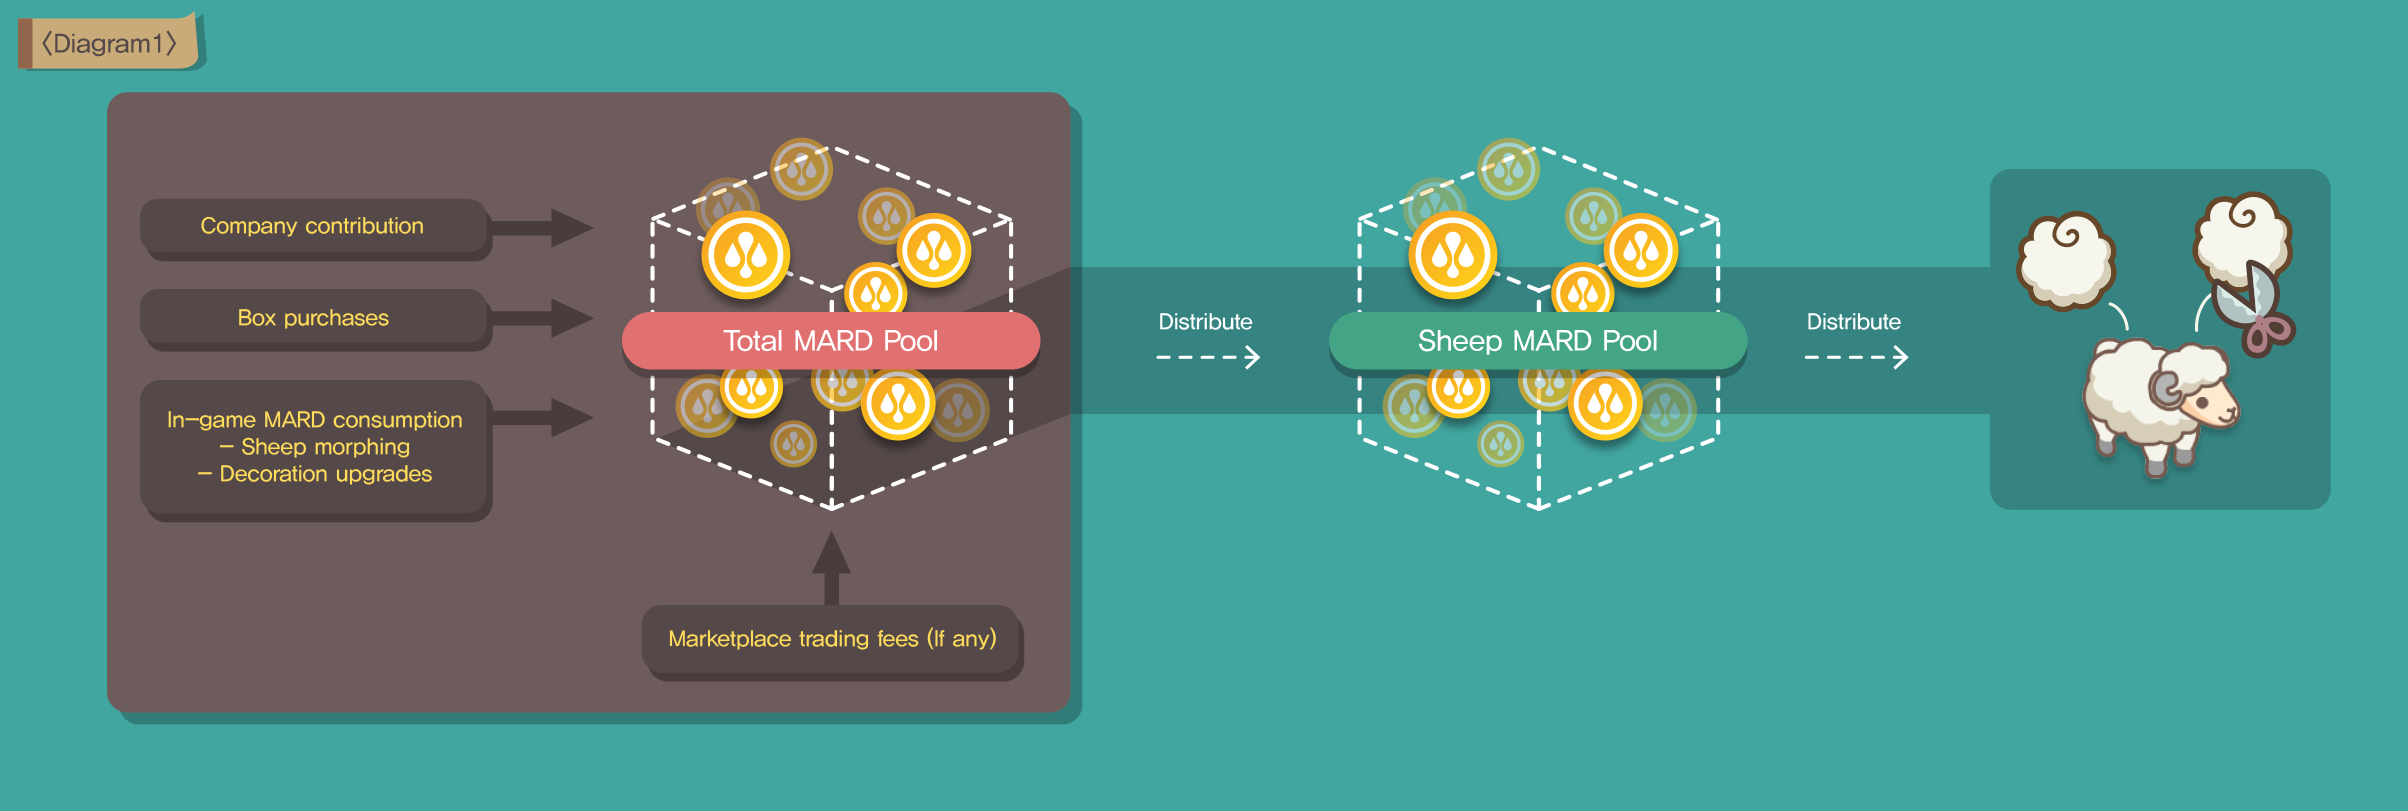 〈Diagram1〉
Company contribution
Box purchases
In-game MARD consumption
- Sheep morphing
- Decoration upgrades
Total MARD Pool
Marketplace trading fees (If any)
Distribute
Sheep MARD Pool
Distribute